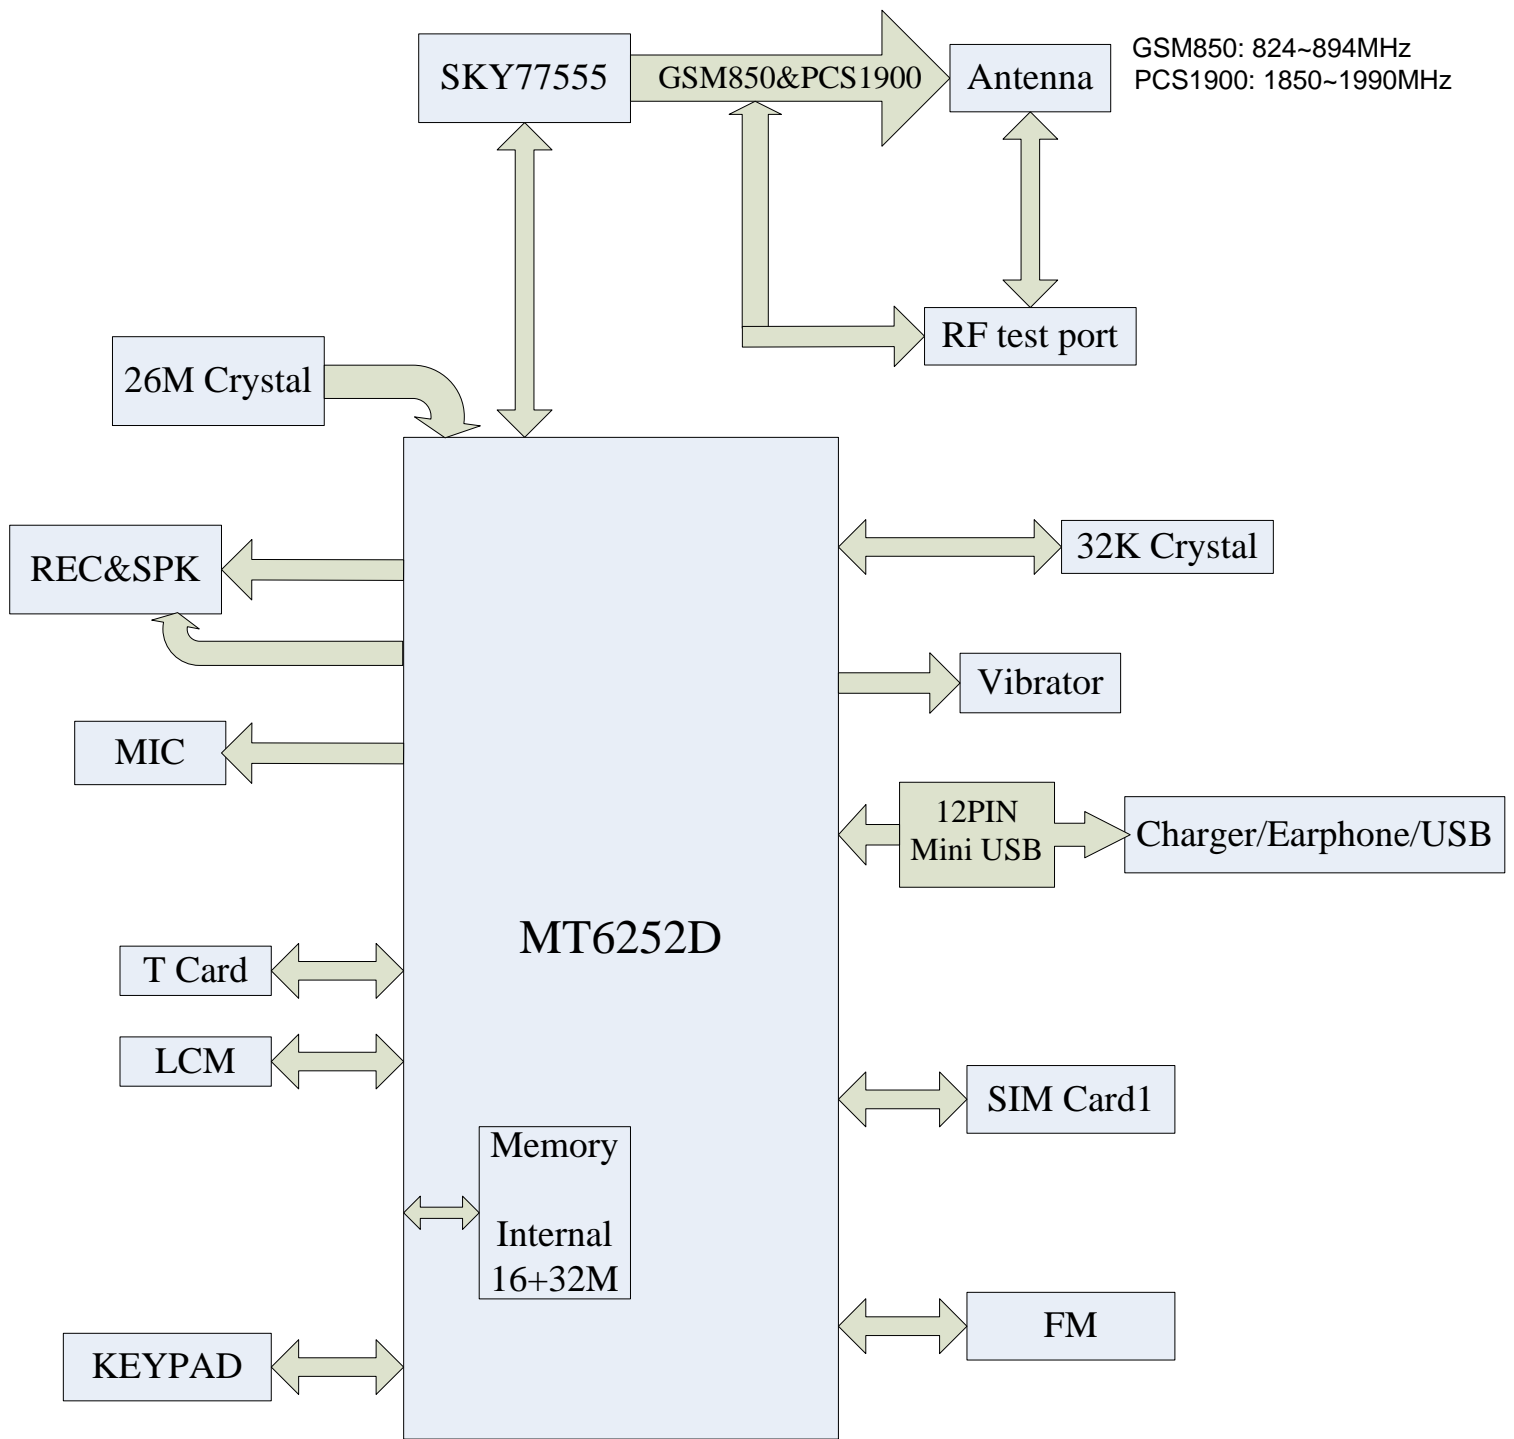 SKY77555
GSM850&PCS1900
Antenna
GSM850: 824~894MHz
PCS1900: 1850~1990MHz
RF test port
26M Crystal
REC&SPK
32K Crystal
Vibrator
MIC
12PIN
Mini USB
Charger/Earphone/USB
MT6252D
T Card
LCM
SIM Card1
Memory
Internal
16+32M
FM
KEYPAD